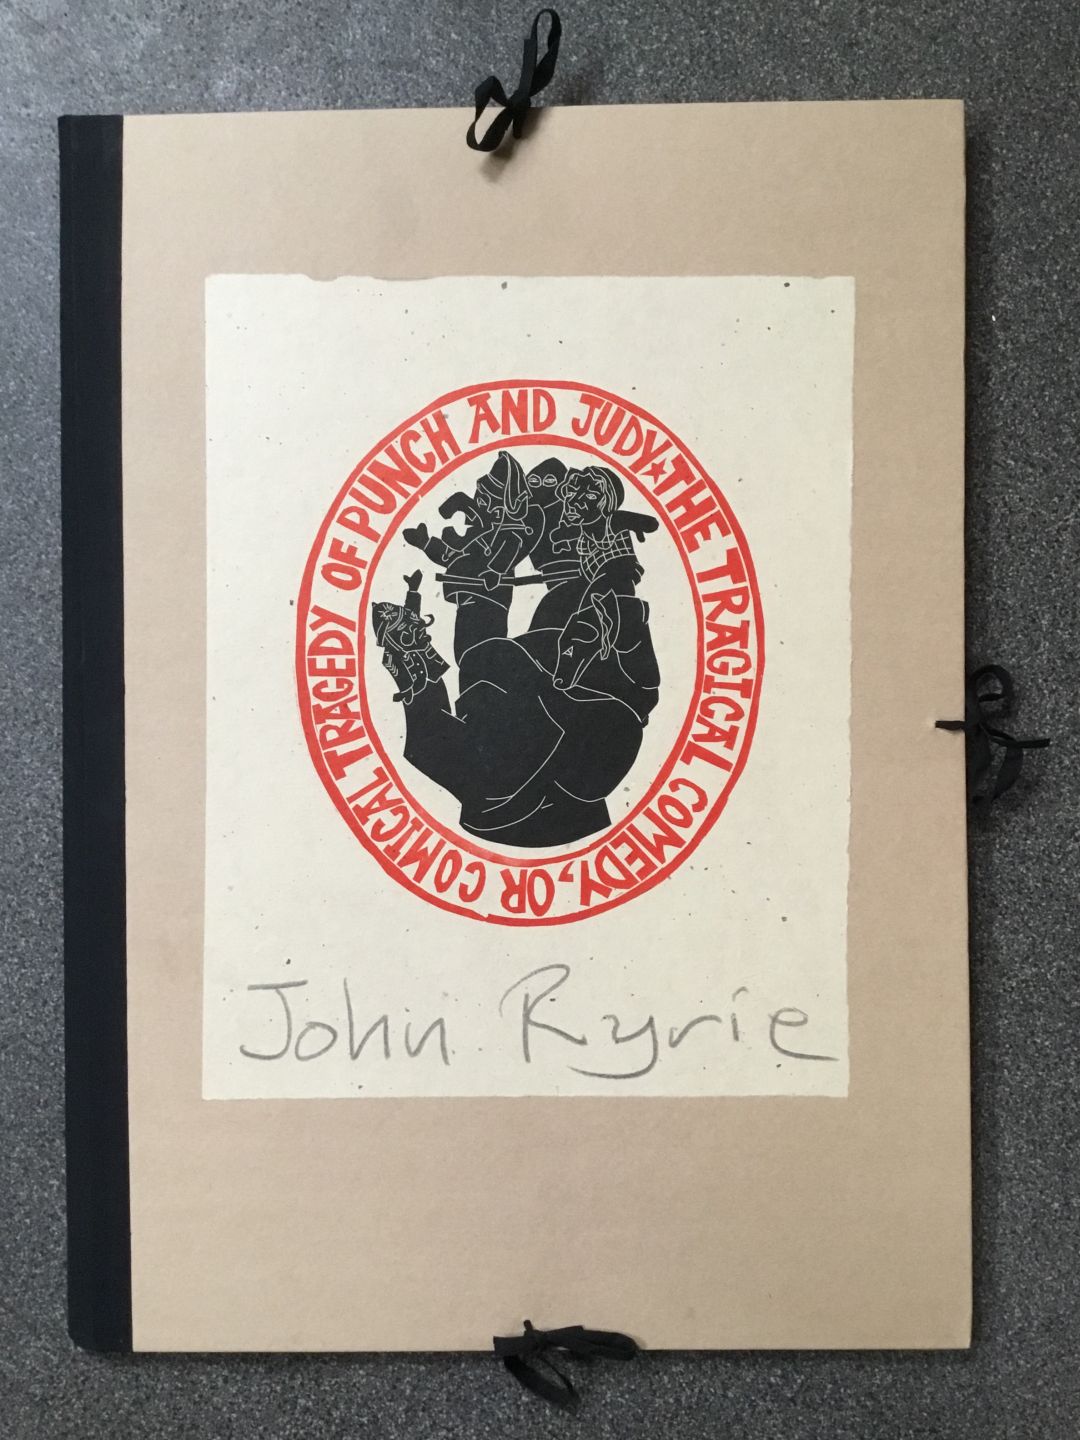 THE TRAGICAL COMEDY, OR COMICAL TRAGEDY OF PUNCH AND JUDY ★
John Ryrie